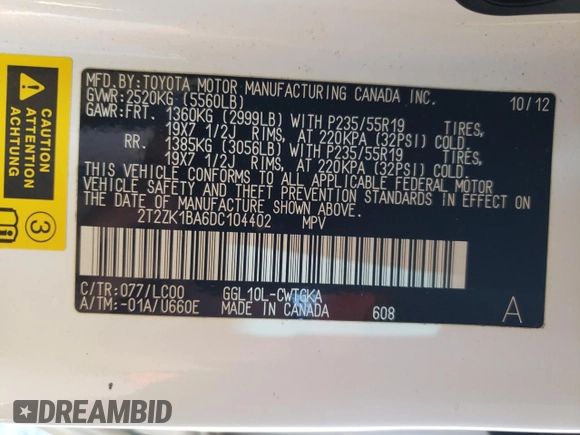 MFD.BY:TOYOTA MOTOR MANUFACTURING CANADA INC.
GVWR:2520KG (5560LB) 10/12
GAWR:FRT. 1360KG (2999LB) WITH P235/55R19 TIRES,
19X7 1/2J RIMS, AT 220KPA (32PSI) COLD.
RR. 1385KG (3056LB) WITH P235/55R19 TIRES,
19X7 1/2J RIMS, AT 220KPA (32PSI) COLD.
THIS VEHICLE CONFORMS TO ALL APPLICABLE FEDERAL MOTOR
VEHICLE SAFETY AND THEFT PREVENTION STANDARDS IN EFFECT ON
THE DATE OF MANUFACTURE SHOWN ABOVE.
2T2ZK1BA6DC104402 MPV
C/TR:077/LC00 GGL10L-CWTGKA
A/TM:-01A/U660E MADE IN CANADA 608 A
CAUTION
ACHTUNG
3
DREAMBID